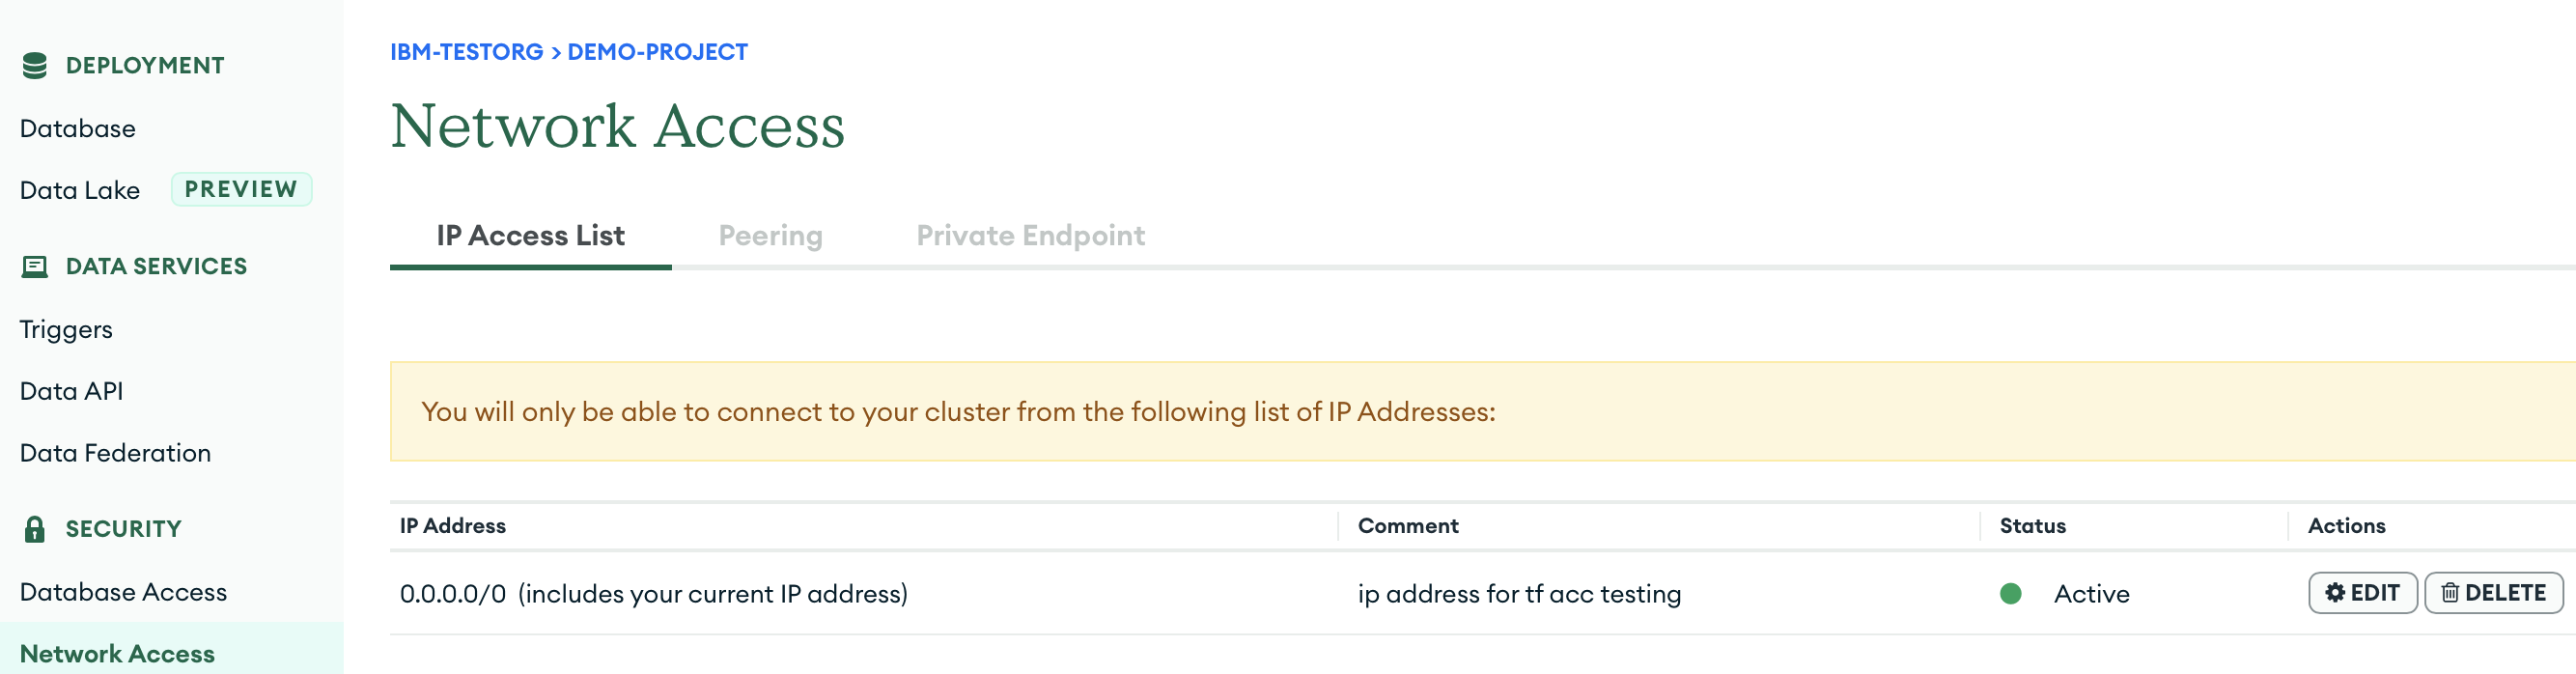 DEPLOYMENT
Database
Data Lake PREVIEW
DATA SERVICES
Triggers
Data API
Data Federation
SECURITY
Database Access
Network Access
IBM-TESTORG > DEMO-PROJECT
Network Access
IP Access List Peering Private Endpoint
You will only be able to connect to your cluster from the following list of IP Addresses:
IP Address Comment Status Actions
0.0.0.0/0 (includes your current IP address) ip address for tf acc testing Active EDIT DELETE